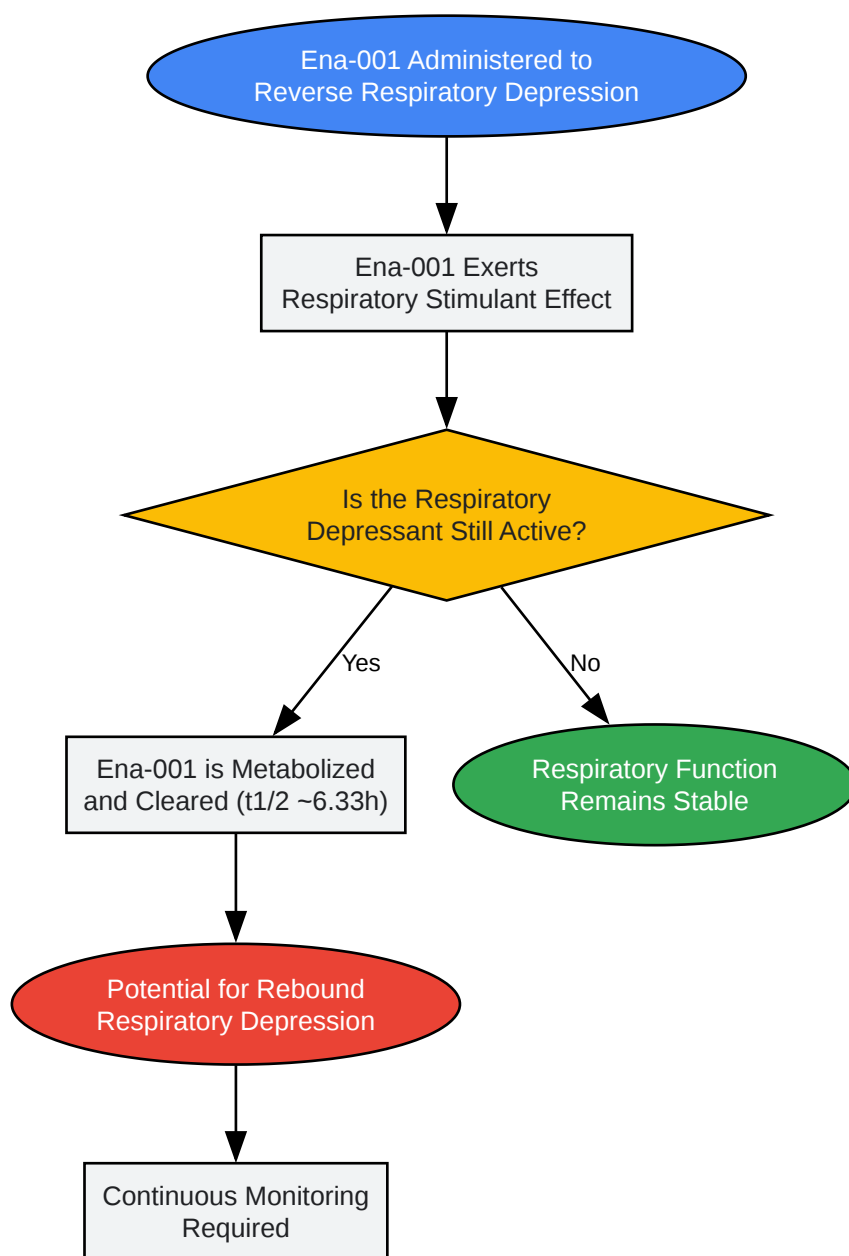 Ena-001 Administered to
Reverse Respiratory Depression
Ena-001 Exerts
Respiratory Stimulant Effect
Is the Respiratory
Depressant Still Active?
Yes
No
Ena-001 is Metabolized
and Cleared (t1/2 ~6.33h)
Respiratory Function
Remains Stable
Potential for Rebound
Respiratory Depression
Continuous Monitoring
Required